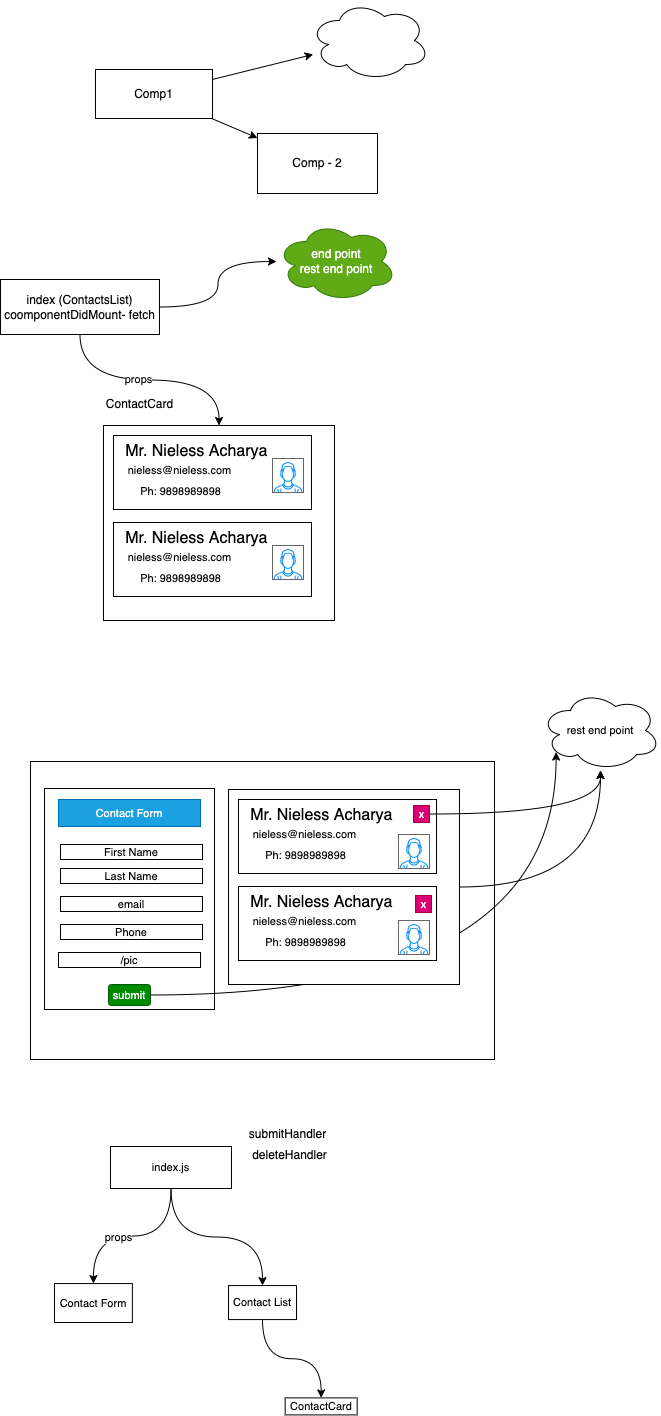 Comp1
Comp - 2
end point
rest end point
index (ContactsList)
coomponentDidMount- fetch
props
ContactCard
Mr. Nieless Acharya
nieless@nieless.com
Ph: 9898989898
Mr. Nieless Acharya
nieless@nieless.com
Ph: 9898989898
rest end point
Contact Form
First Name
Last Name
email
Phone
/pic
submit
Mr. Nieless Acharya
x
nieless@nieless.com
Ph: 9898989898
Mr. Nieless Acharya
x
nieless@nieless.com
Ph: 9898989898
submitHandler
deleteHandler
index.js
props
Contact Form
Contact List
ContactCard